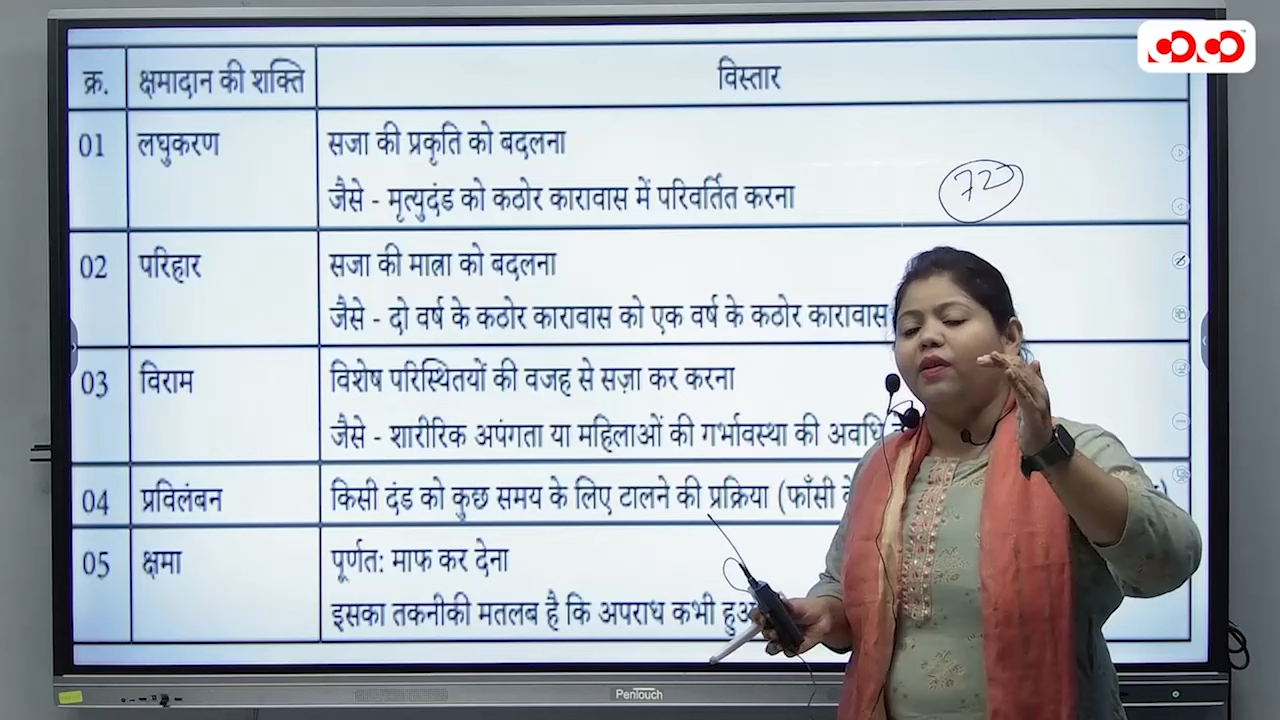 क्र. क्षमादान की शक्ति विस्तार
01 लघुकरण सजा की प्रकृति को बदलना
जैसे - मृत्युदंड को कठोर कारावास में परिवर्तित करना
72
02 परिहार सजा की मात्रा को बदलना
जैसे - दो वर्ष के कठोर कारावास को एक वर्ष के कठोर कारावास
03 विराम विशेष परिस्थितयों की वजह से सज़ा कर करना
जैसे - शारीरिक अपंगता या महिलाओं की गर्भावस्था की अवधि
04 प्रविलंबन किसी दंड को कुछ समय के लिए टालने की प्रक्रिया (फाँसी
05 क्षमा पूर्णत: माफ कर देना
इसका तकनीकी मतलब है कि अपराध कभी
PenTouch